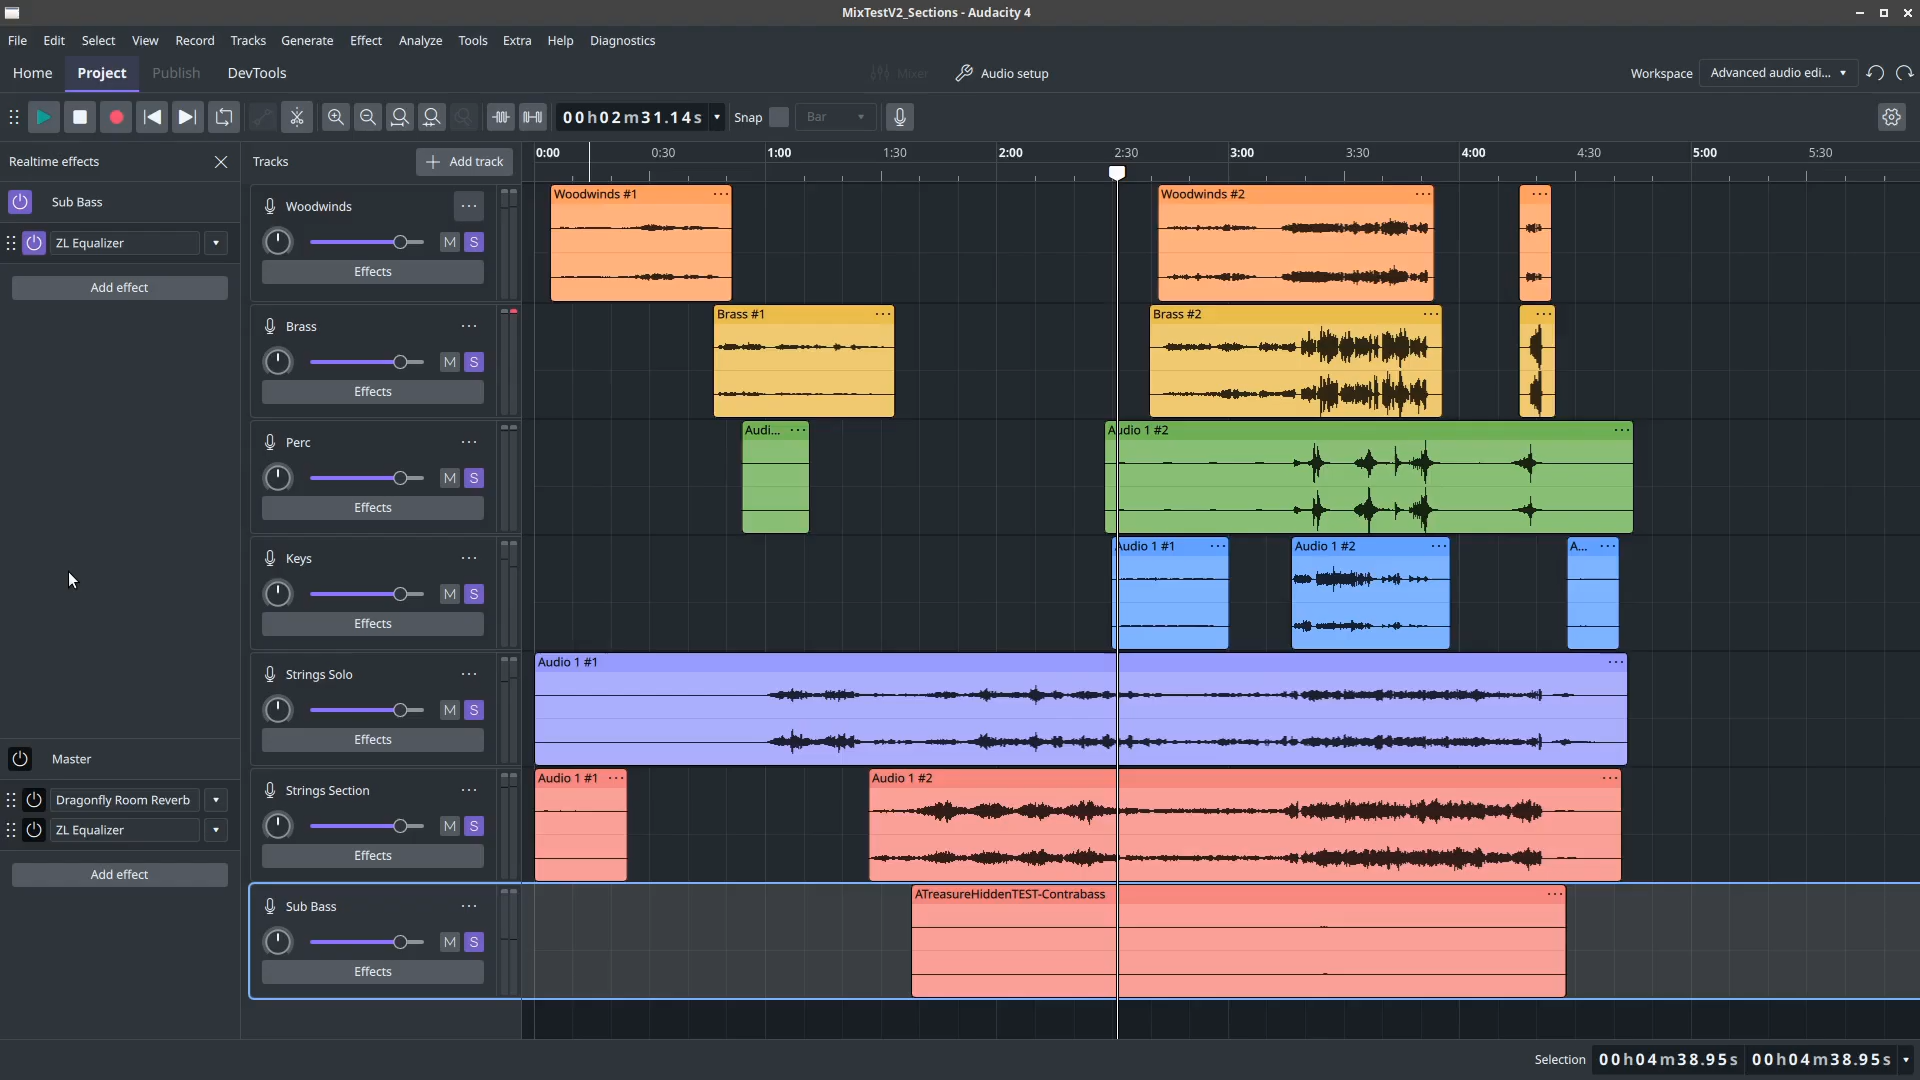 MixTestV2_Sections - Audacity 4
File Edit Select View Record Tracks Generate Effect Analyze Tools Extra Help Diagnostics
Home Project Publish DevTools Mixer Audio setup Workspace Advanced audio edi...
00h02m31.14s Snap Bar
Realtime effects
Sub Bass
ZL Equalizer
Add effect
Master
Dragonfly Room Reverb
ZL Equalizer
Add effect
Tracks Add track
0:00 0:30 1:00 1:30 2:00 2:30 3:00 3:30 4:00 4:30 5:00 5:30
Woodwinds
M S
Effects
Woodwinds #1 Woodwinds #2
Brass
M S
Effects
Brass #1 Brass #2
Perc
M S
Effects
Audi... Audio 1 #2
Keys
M S
Effects
Audio 1 #1 Audio 1 #2 A...
Strings Solo
M S
Effects
Audio 1 #1
Strings Section
M S
Effects
Audio 1 #1 Audio 1 #2
Sub Bass
M S
Effects
ATreasureHiddenTEST-Contrabass
Selection 00h04m38.95s 00h04m38.95s